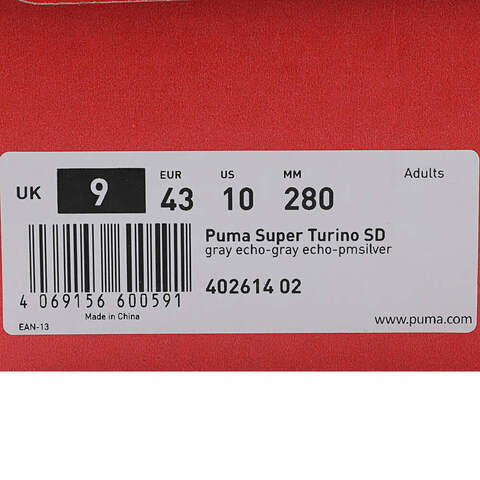 EUR US MM Adults
UK 9 43 10 280
Puma Super Turino SD
gray echo-gray echo-pmsilver
402614 02
4 069156 600591
Made in China
EAN-13
www.puma.com